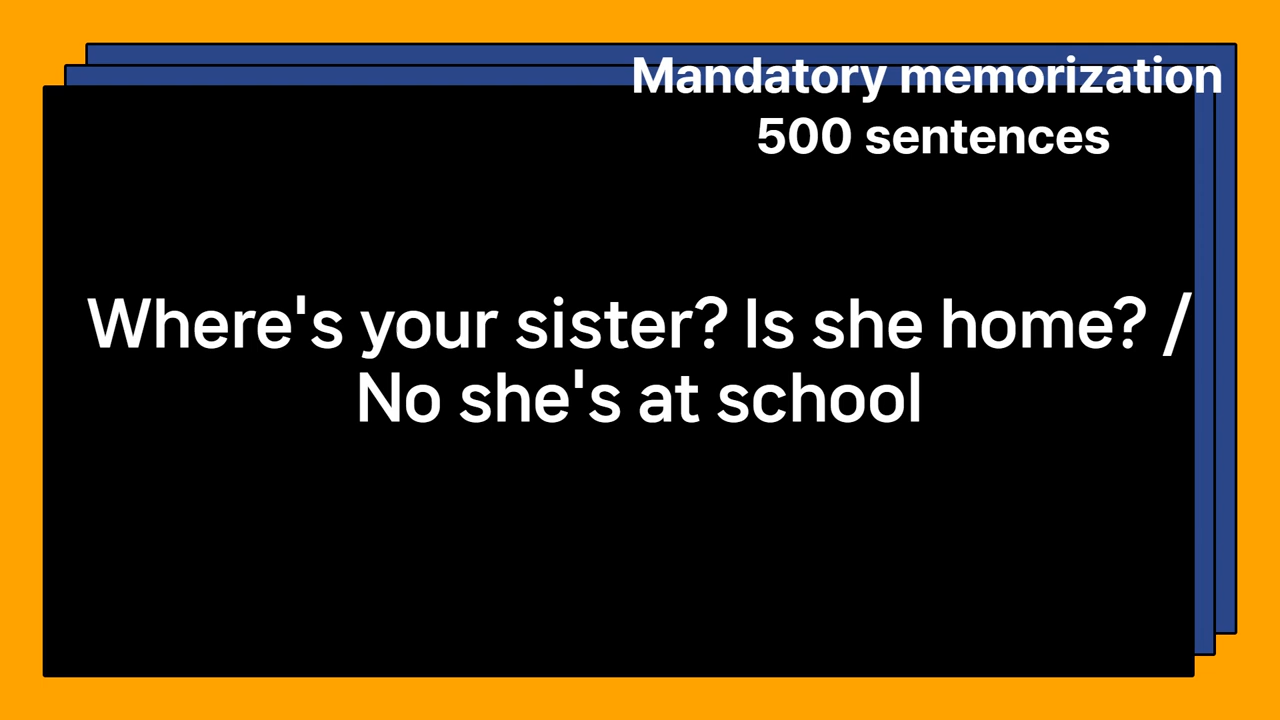 Mandatory memorization
500 sentences
Where's your sister? Is she home? /
No she's at school